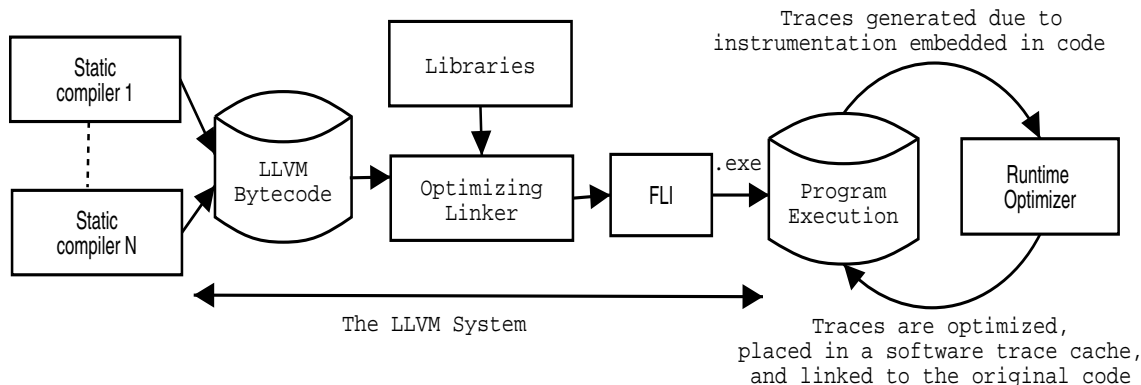 Static
compiler 1
Static
compiler N
LLVM
Bytecode
Libraries
Optimizing
Linker
FLI
.exe
Program
Execution
Traces generated due to
instrumentation embedded in code
Runtime
Optimizer
Traces are optimized,
placed in a software trace cache,
and linked to the original code
The LLVM System